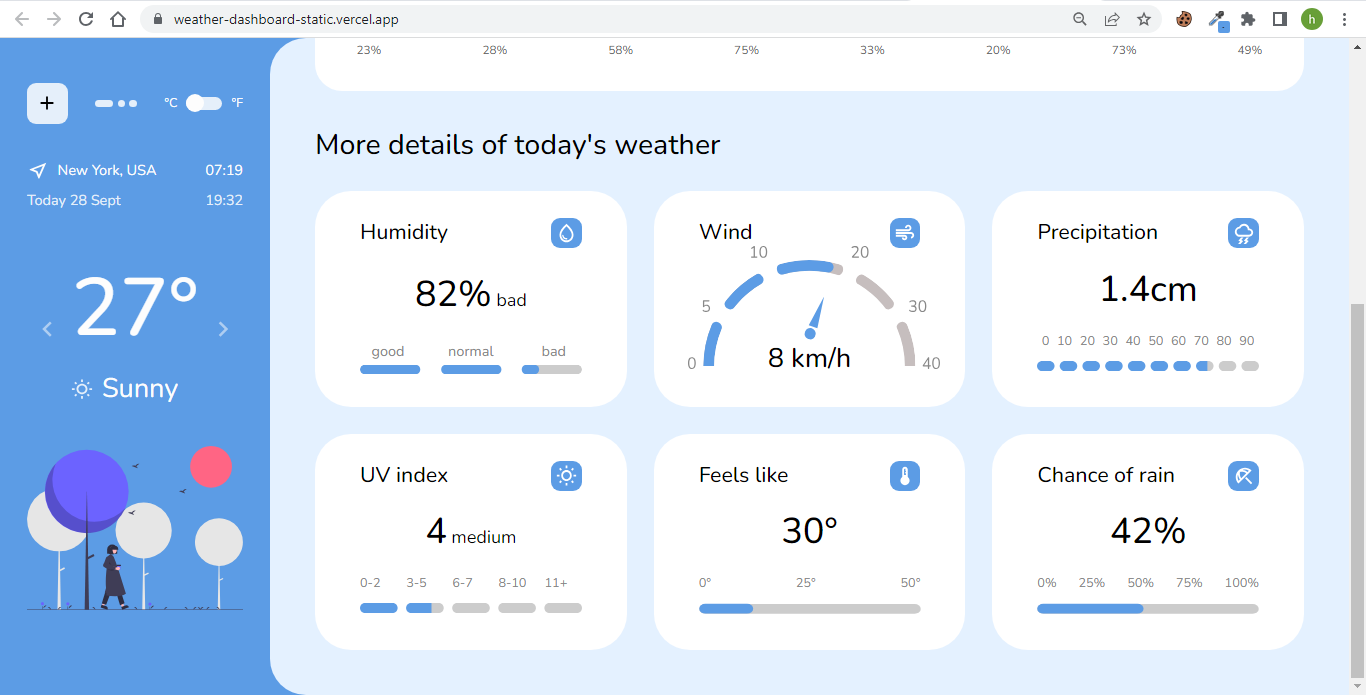 weather-dashboard-static.vercel.app
h
+
°C °F
New York, USA 07:19
Today 28 Sept 19:32
27°
Sunny
23% 28% 58% 75% 33% 20% 73% 49%
More details of today's weather
Humidity
82% bad
good normal bad
Wind
0 5 10 20 30 40
8 km/h
Precipitation
1.4cm
0 10 20 30 40 50 60 70 80 90
UV index
4 medium
0-2 3-5 6-7 8-10 11+
Feels like
30°
0° 25° 50°
Chance of rain
42%
0% 25% 50% 75% 100%